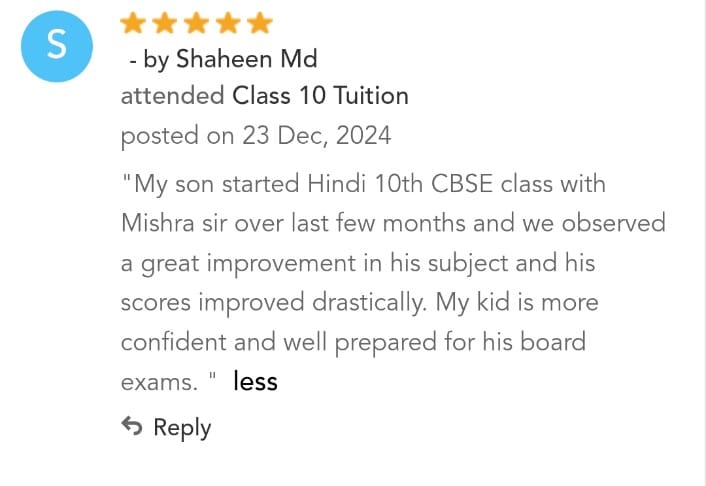 S
- by Shaheen Md
attended Class 10 Tuition
posted on 23 Dec, 2024
"My son started Hindi 10th CBSE class with
Mishra sir over last few months and we observed
a great improvement in his subject and his
scores improved drastically. My kid is more
confident and well prepared for his board
exams. " less
Reply